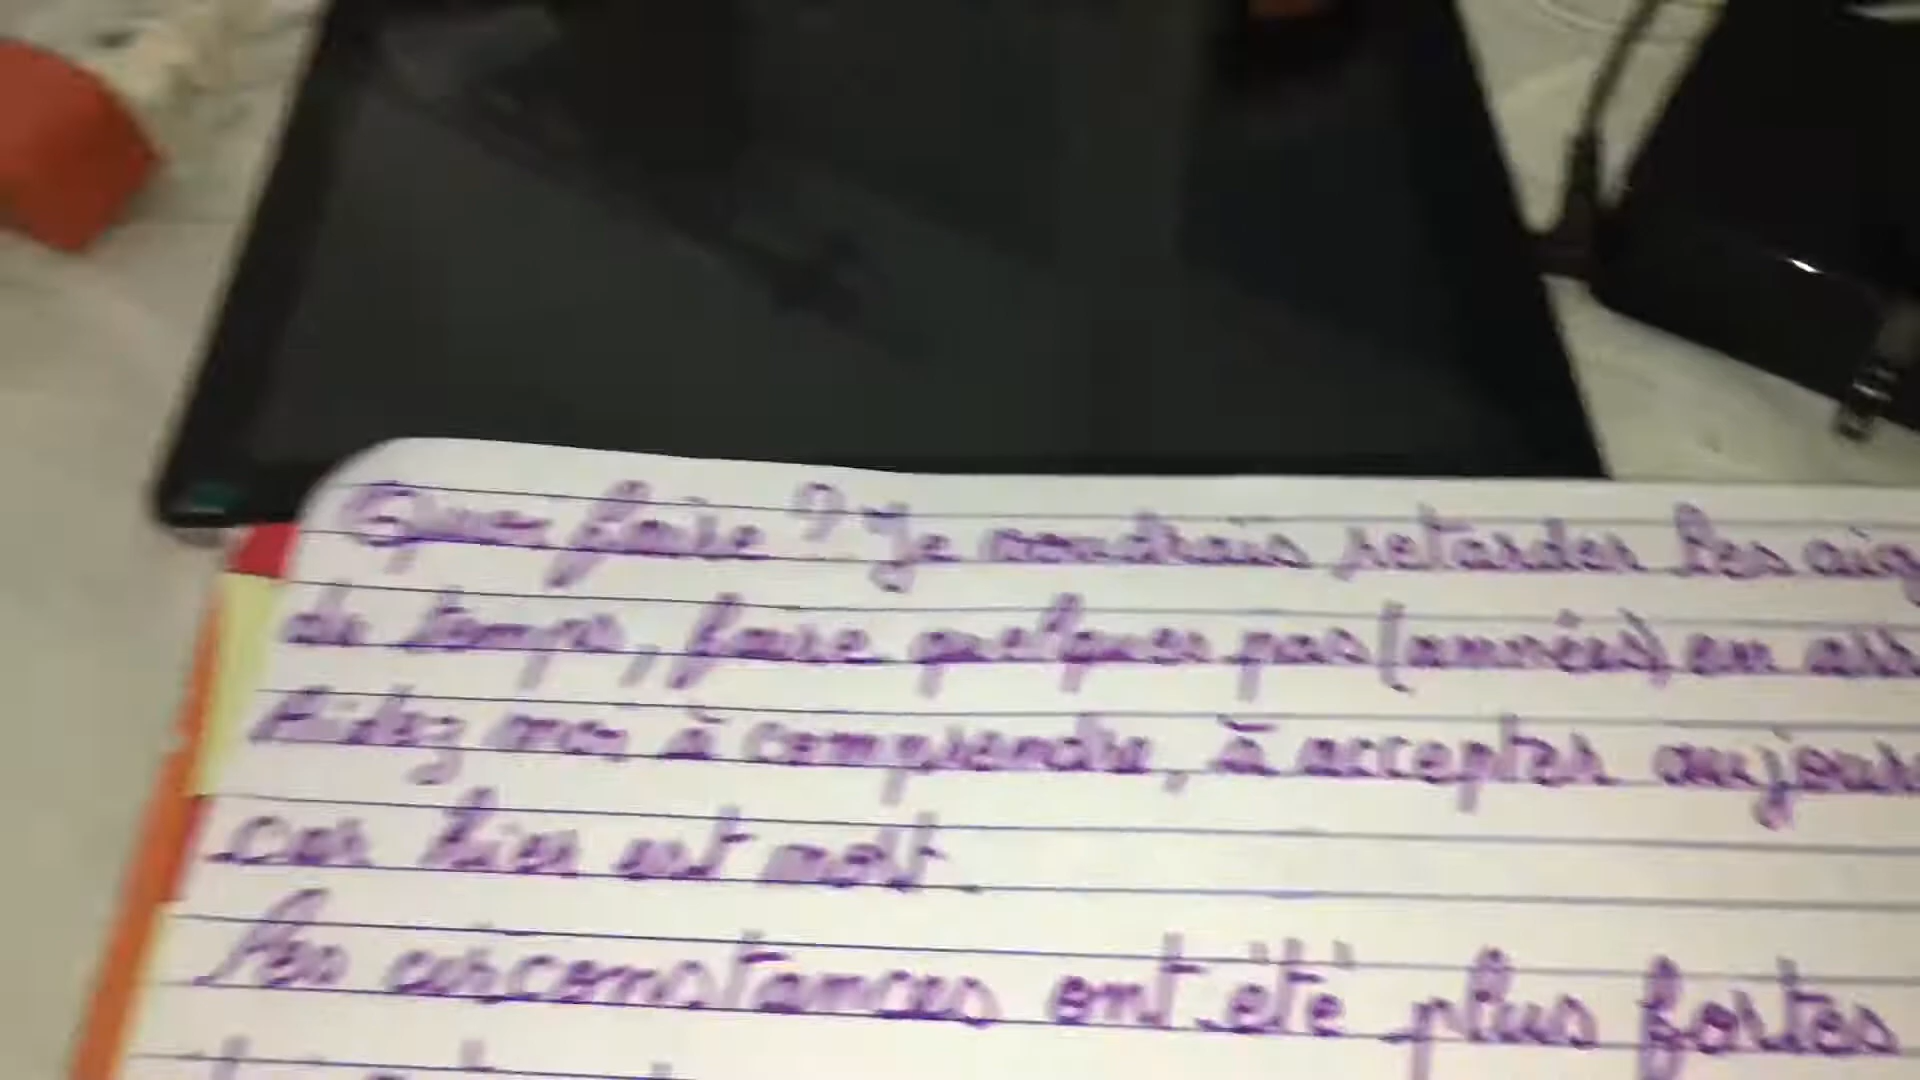 Que faire ? Je voudrais retarder les aig
du temps, faire quelques pas (années) en arr
Aidez moi à comprendre, à accepter aujour
car hier est mort.
Les circonstances ont été plus fortes